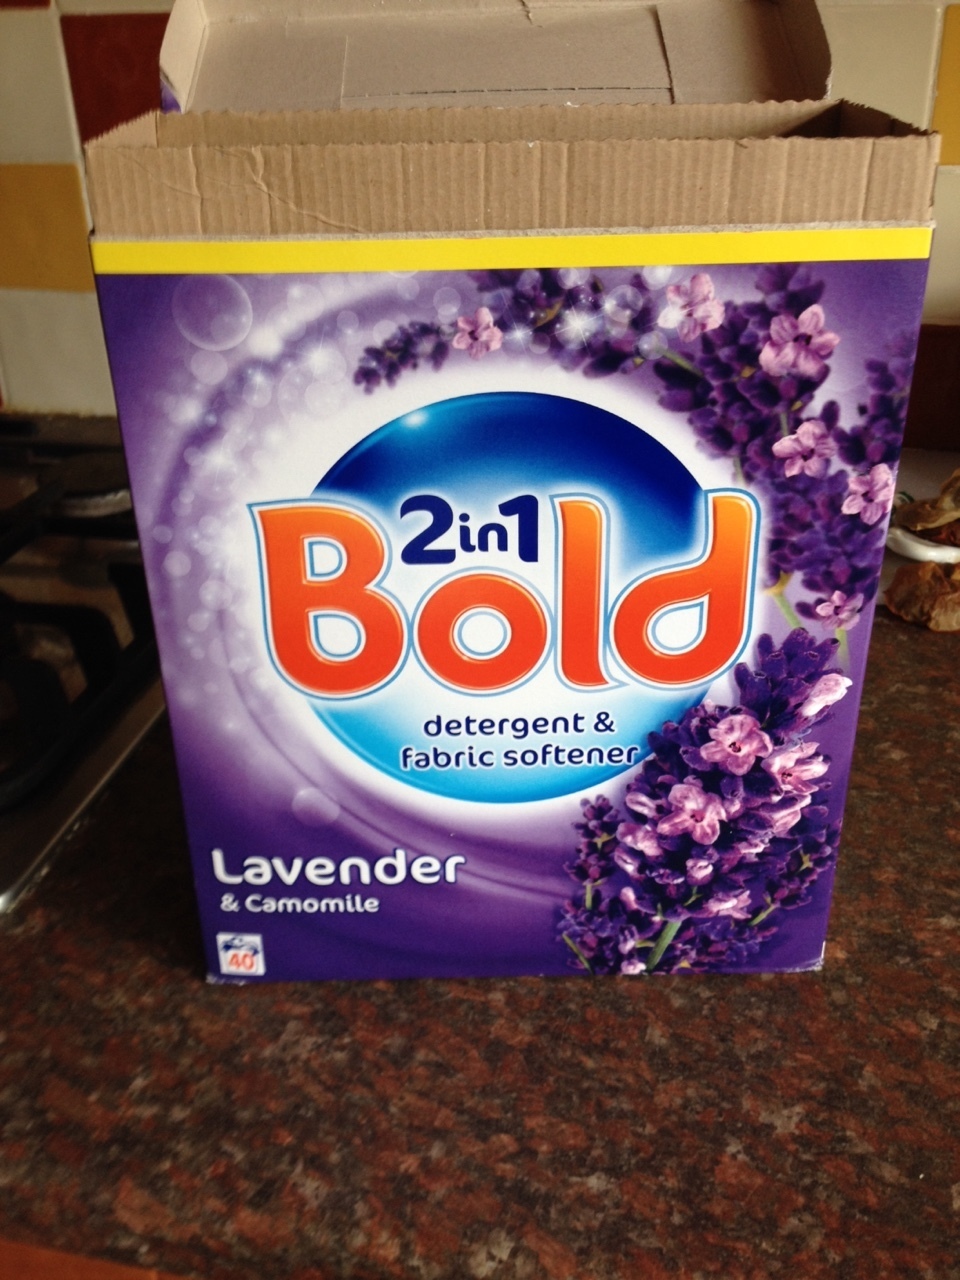 2in1
Bold
detergent &
fabric softener
Lavender
& Camomile
40